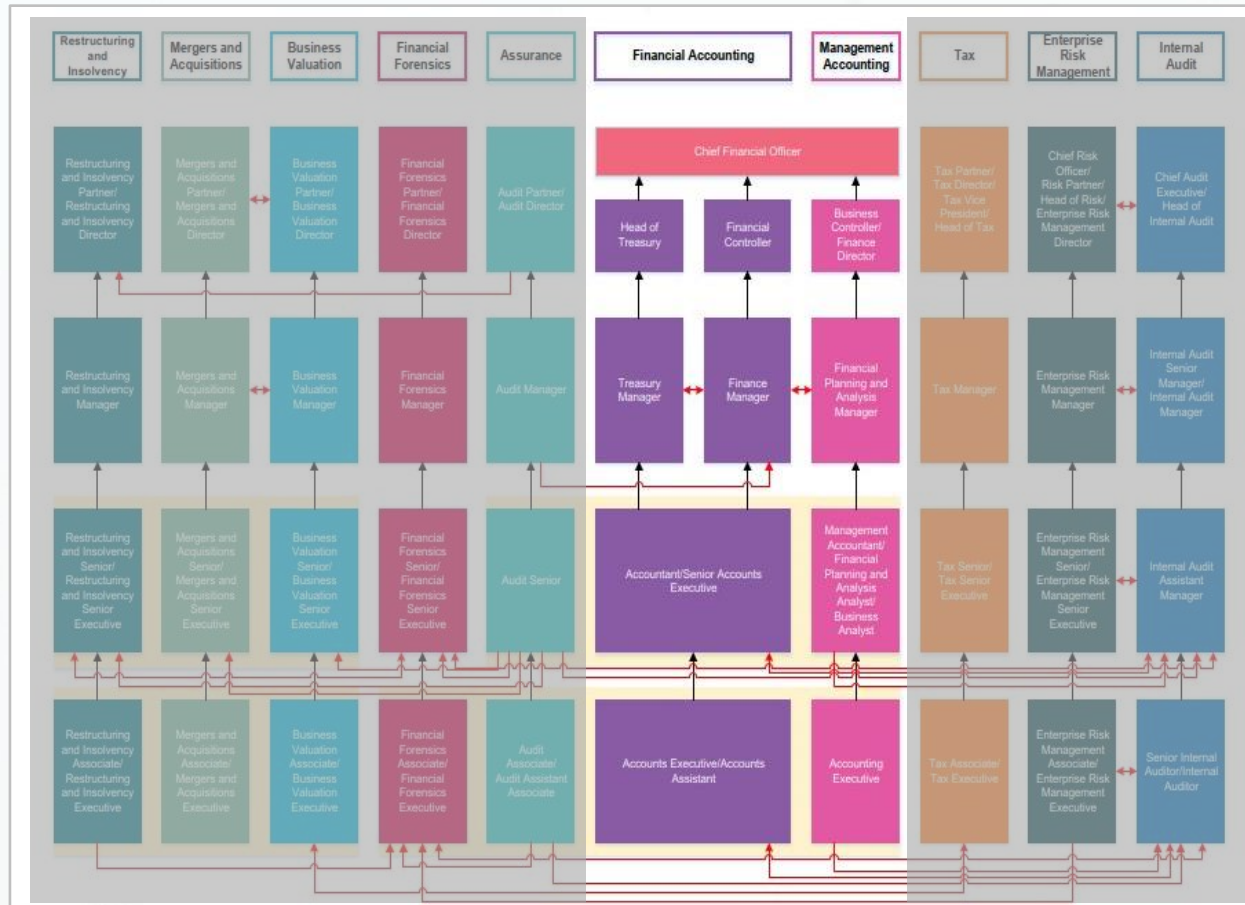 Restructuring
and
Insolvency
Mergers and
Acquisitions
Business
Valuation
Financial
Forensics
Assurance
Financial Accounting
Management
Accounting
Tax
Enterprise
Risk
Management
Internal
Audit
Chief Financial Officer
Restructuring
and Insolvency
Partner/
Restructuring
and Insolvency
Director
Mergers and
Acquisitions
Partner/
Mergers and
Acquisitions
Director
Business
Valuation
Partner/
Business
Valuation
Director
Financial
Forensics
Partner/
Financial
Forensics
Director
Audit Partner/
Audit Director
Head of
Treasury
Financial
Controller
Business
Controller/
Finance
Director
Tax Partner/
Tax Director/
Tax Vice
President/
Head of Tax
Chief Risk
Officer/
Risk Partner/
Head of Risk/
Enterprise Risk
Management
Director
Chief Audit
Executive/
Head of
Internal Audit
Restructuring
and Insolvency
Manager
Mergers and
Acquisitions
Manager
Business
Valuation
Manager
Financial
Forensics
Manager
Audit Manager
Treasury
Manager
Finance
Manager
Financial
Planning and
Analysis
Manager
Tax Manager
Enterprise Risk
Management
Manager
Internal Audit
Senior
Manager/
Internal Audit
Manager
Restructuring
and Insolvency
Senior/
Restructuring
and Insolvency
Senior
Executive
Mergers and
Acquisitions
Senior/
Mergers and
Acquisitions
Senior
Executive
Business
Valuation
Senior/
Business
Valuation
Senior
Executive
Financial
Forensics
Senior/
Financial
Forensics
Senior
Executive
Audit Senior
Accountant/Senior Accounts
Executive
Management
Accountant/
Financial
Planning and
Analysis
Analyst/
Business
Analyst
Tax Senior/
Tax Senior
Executive
Enterprise Risk
Management
Senior/
Enterprise Risk
Management
Senior
Executive
Internal Audit
Assistant
Manager
Restructuring
and Insolvency
Associate/
Restructuring
and Insolvency
Executive
Mergers and
Acquisitions
Associate/
Mergers and
Acquisitions
Executive
Business
Valuation
Associate/
Business
Valuation
Executive
Financial
Forensics
Associate/
Financial
Forensics
Executive
Audit
Associate/
Audit Assistant
Associate
Accounts Executive/Accounts
Assistant
Accounting
Executive
Tax Associate/
Tax Executive
Enterprise Risk
Management
Associate/
Enterprise Risk
Management
Executive
Senior Internal
Auditor/Internal
Auditor